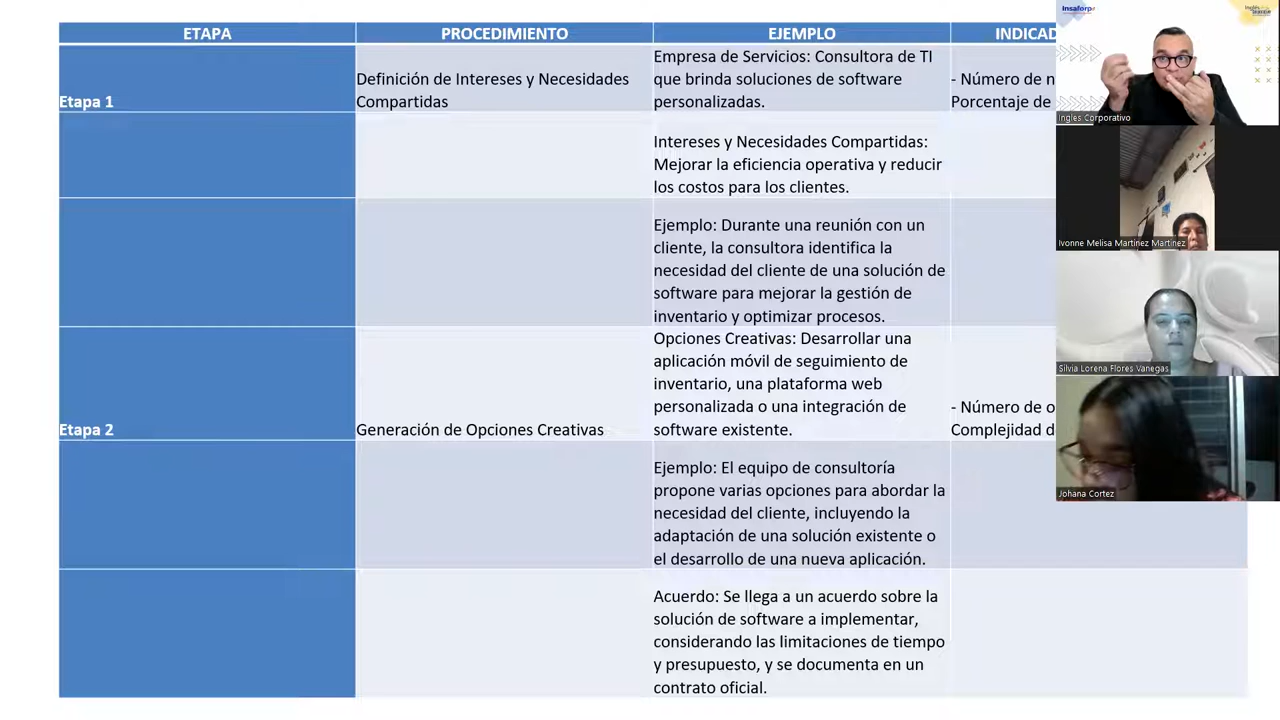 ETAPA
PROCEDIMIENTO
EJEMPLO
INDICAD
Etapa 1
Definición de Intereses y Necesidades
Compartidas
Empresa de Servicios: Consultora de TI
que brinda soluciones de software
personalizadas.
- Número de n
Porcentaje de
Intereses y Necesidades Compartidas:
Mejorar la eficiencia operativa y reducir
los costos para los clientes.
Ejemplo: Durante una reunión con un
cliente, la consultora identifica la
necesidad del cliente de una solución de
software para mejorar la gestión de
inventario y optimizar procesos.
Etapa 2
Generación de Opciones Creativas
Opciones Creativas: Desarrollar una
aplicación móvil de seguimiento de
inventario, una plataforma web
personalizada o una integración de
software existente.
- Número de o
Complejidad d
Ejemplo: El equipo de consultoría
propone varias opciones para abordar la
necesidad del cliente, incluyendo la
adaptación de una solución existente o
el desarrollo de una nueva aplicación.
Acuerdo: Se llega a un acuerdo sobre la
solución de software a implementar,
considerando las limitaciones de tiempo
y presupuesto, y se documenta en un
contrato oficial.
insaforp
Ingles Corporativo
Ivonne Melisa Martinez Martinez
Silvia Lorena Flores Vanegas
Johana Cortez